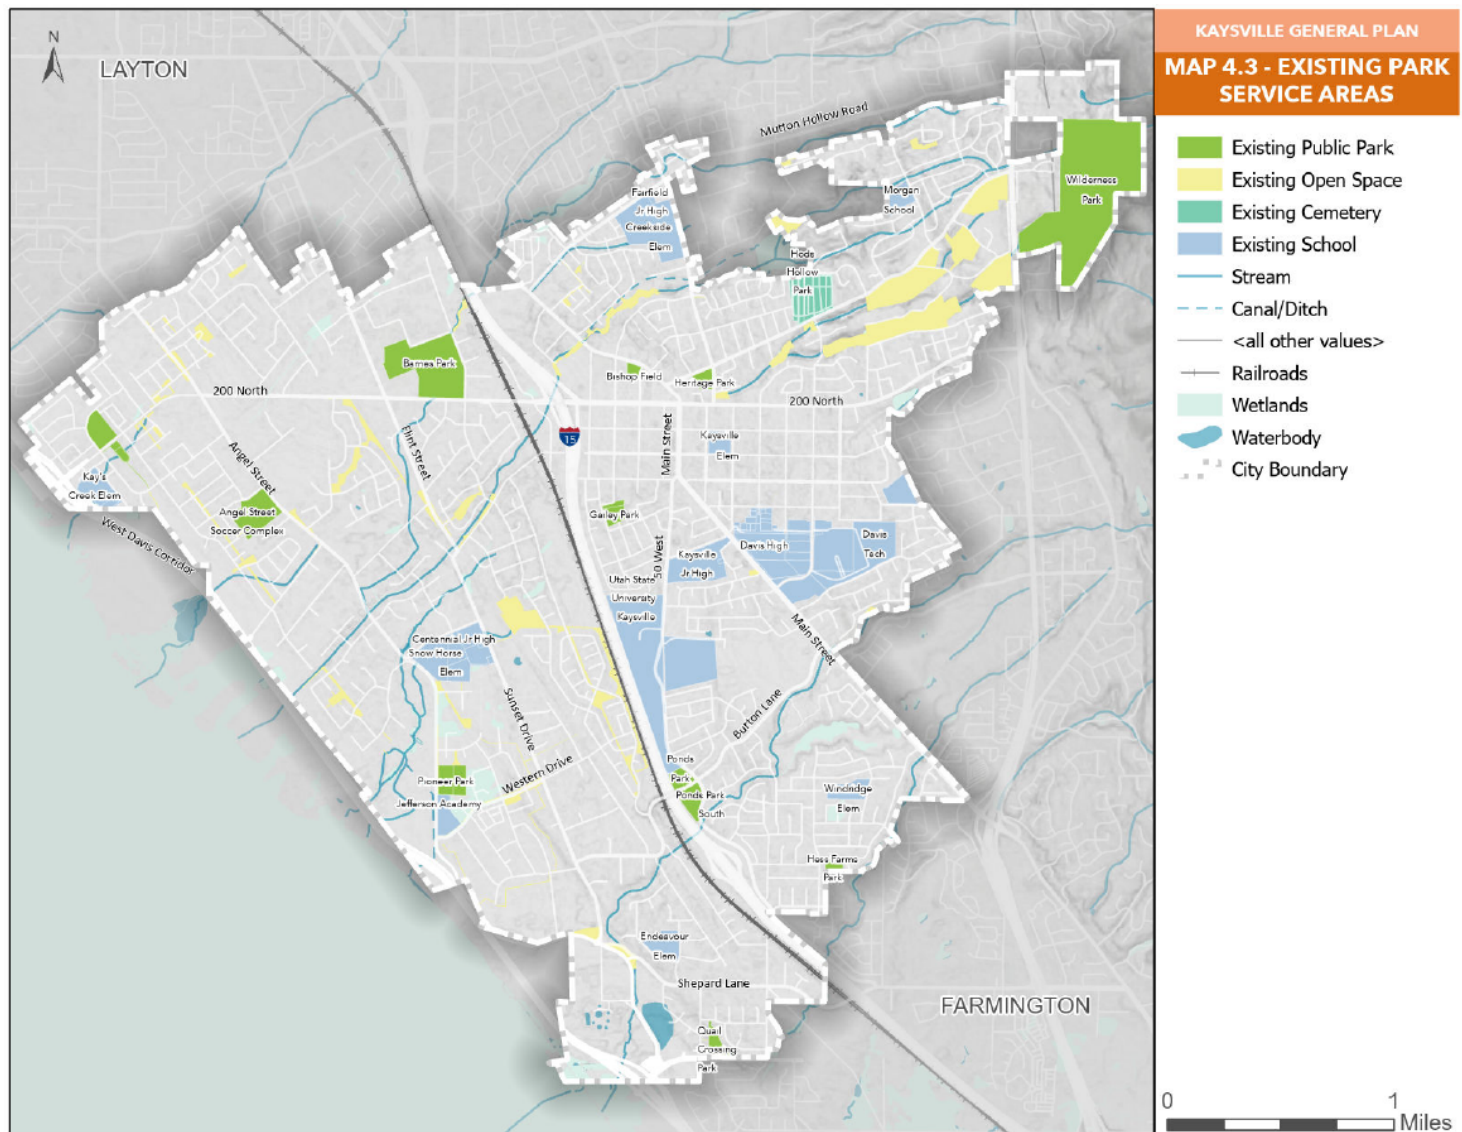 N
LAYTON
KAYSVILLE GENERAL PLAN
MAP 4.3 - EXISTING PARK
SERVICE AREAS
Existing Public Park
Existing Open Space
Existing Cemetery
Existing School
Stream
Canal/Ditch
<all other values>
Railroads
Wetlands
Waterbody
City Boundary
Mutton Hollow Road
Wilderness
Park
Fairfield
Jr High
Creekside
Elem
Morgan
School
Hods
Hollow
Park
Barnes Park
Bishop Field
Heritage Park
200 North
200 North
15
Main Street
Kaysville
Elem
Flint Street
Angel Street
Kay's
Creek Elem
Angel Street
Soccer Complex
West Davis Corridor
Gailey Park
50 West
Kaysville
Jr High
Davis High
Davis
Tech
Utah State
University
Kaysville
Main Street
Centennial Jr High
Snow Horse
Elem
Sunset Drive
Button Lane
Western Drive
Pioneer Park
Jefferson Academy
Ponds
Park
Ponds Park
South
Windridge
Elem
Hess Farms
Park
Endeavour
Elem
Shepard Lane
Quail
Crossing
Park
FARMINGTON
0
1
Miles